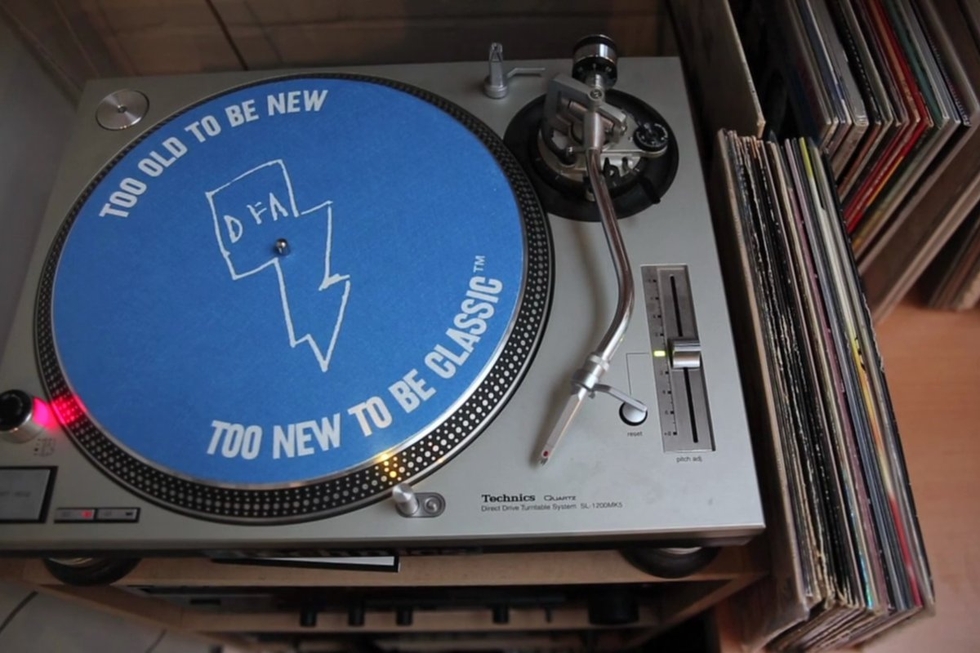 TOO OLD TO BE NEW
DFA
TOO NEW TO BE CLASSIC™
reset
pitch adj.
Technics QUARTZ
Direct Drive Turntable System SL-1200MK5